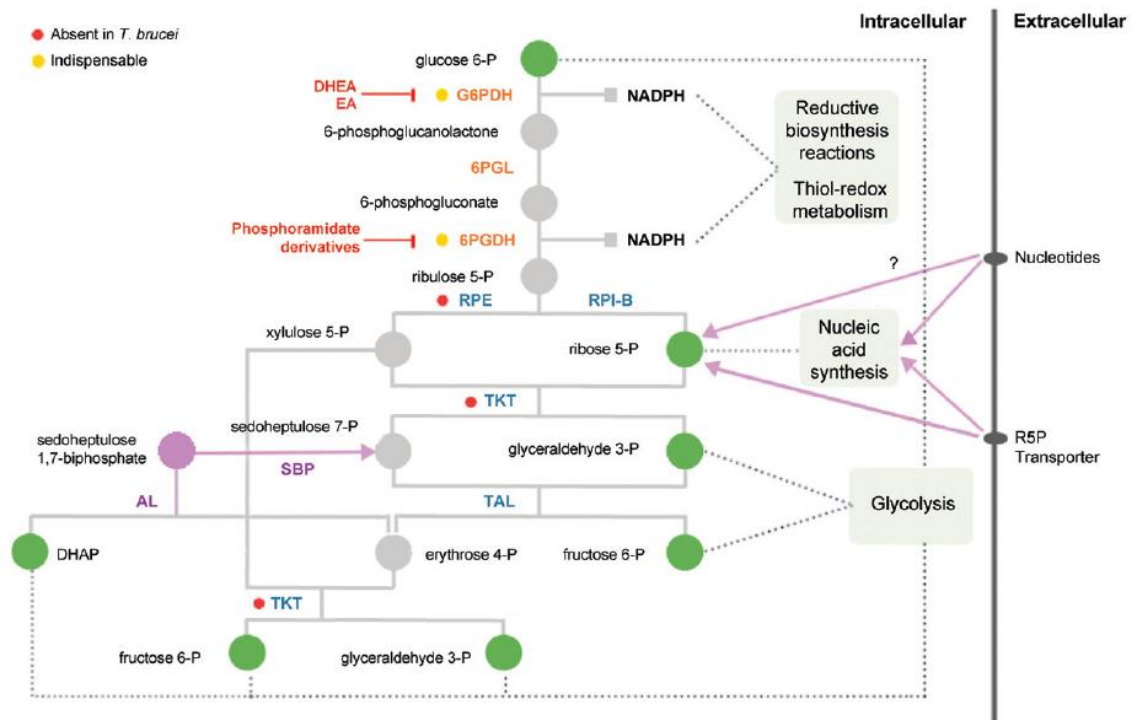 Intracellular
Extracellular
Absent in T. brucei
Indispensable
glucose 6-P
DHEA
EA
G6PDH
NADPH
Reductive
biosynthesis
reactions
Thiol-redox
metabolism
6-phosphoglucanolactone
6PGL
6-phosphogluconate
Phosphoramidate
derivatives
6PGDH
NADPH
ribulose 5-P
?
Nucleotides
RPE
RPI-B
xylulose 5-P
ribose 5-P
Nucleic
acid
synthesis
TKT
sedoheptulose 7-P
sedoheptulose
1,7-biphosphate
SBP
glyceraldehyde 3-P
R5P
Transporter
AL
TAL
Glycolysis
DHAP
erythrose 4-P
fructose 6-P
TKT
fructose 6-P
glyceraldehyde 3-P